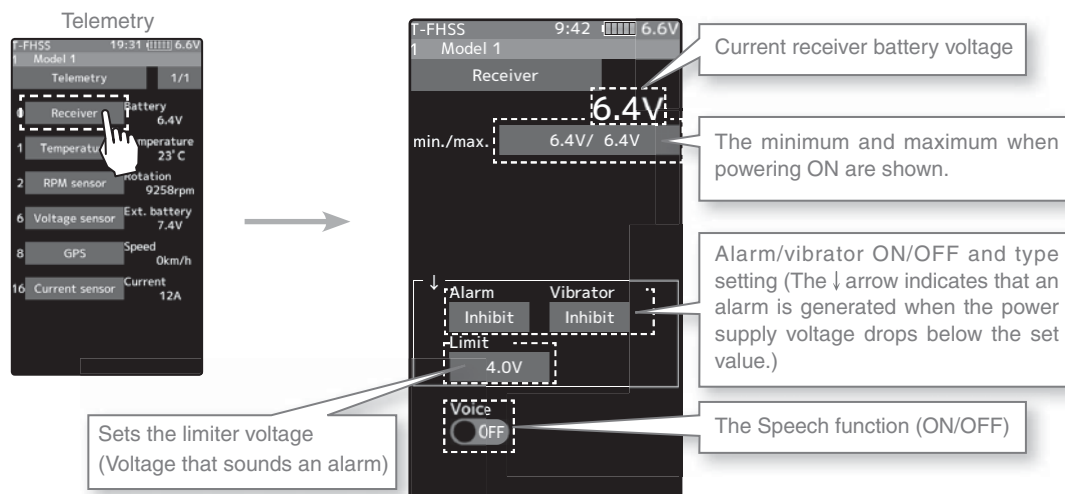 Telemetry
T-FHSS 19:31 6.6V
1 Model 1
Telemetry 1/1
0 Receiver Battery
6.4V
1 Temperature Temperature
23°C
2 RPM sensor Rotation
9258rpm
6 Voltage sensor Ext. battery
7.4V
8 GPS Speed
0km/h
16 Current sensor Current
12A
T-FHSS 9:42 6.6V
1 Model 1
Receiver
6.4V
min./max. 6.4V/ 6.4V
↓
Alarm Vibrator
Inhibit Inhibit
Limit
4.0V
Voice
OFF
Current receiver battery voltage
The minimum and maximum when
powering ON are shown.
Alarm/vibrator ON/OFF and type
setting (The ↓ arrow indicates that an
alarm is generated when the power
supply voltage drops below the set
value.)
The Speech function (ON/OFF)
Sets the limiter voltage
(Voltage that sounds an alarm)